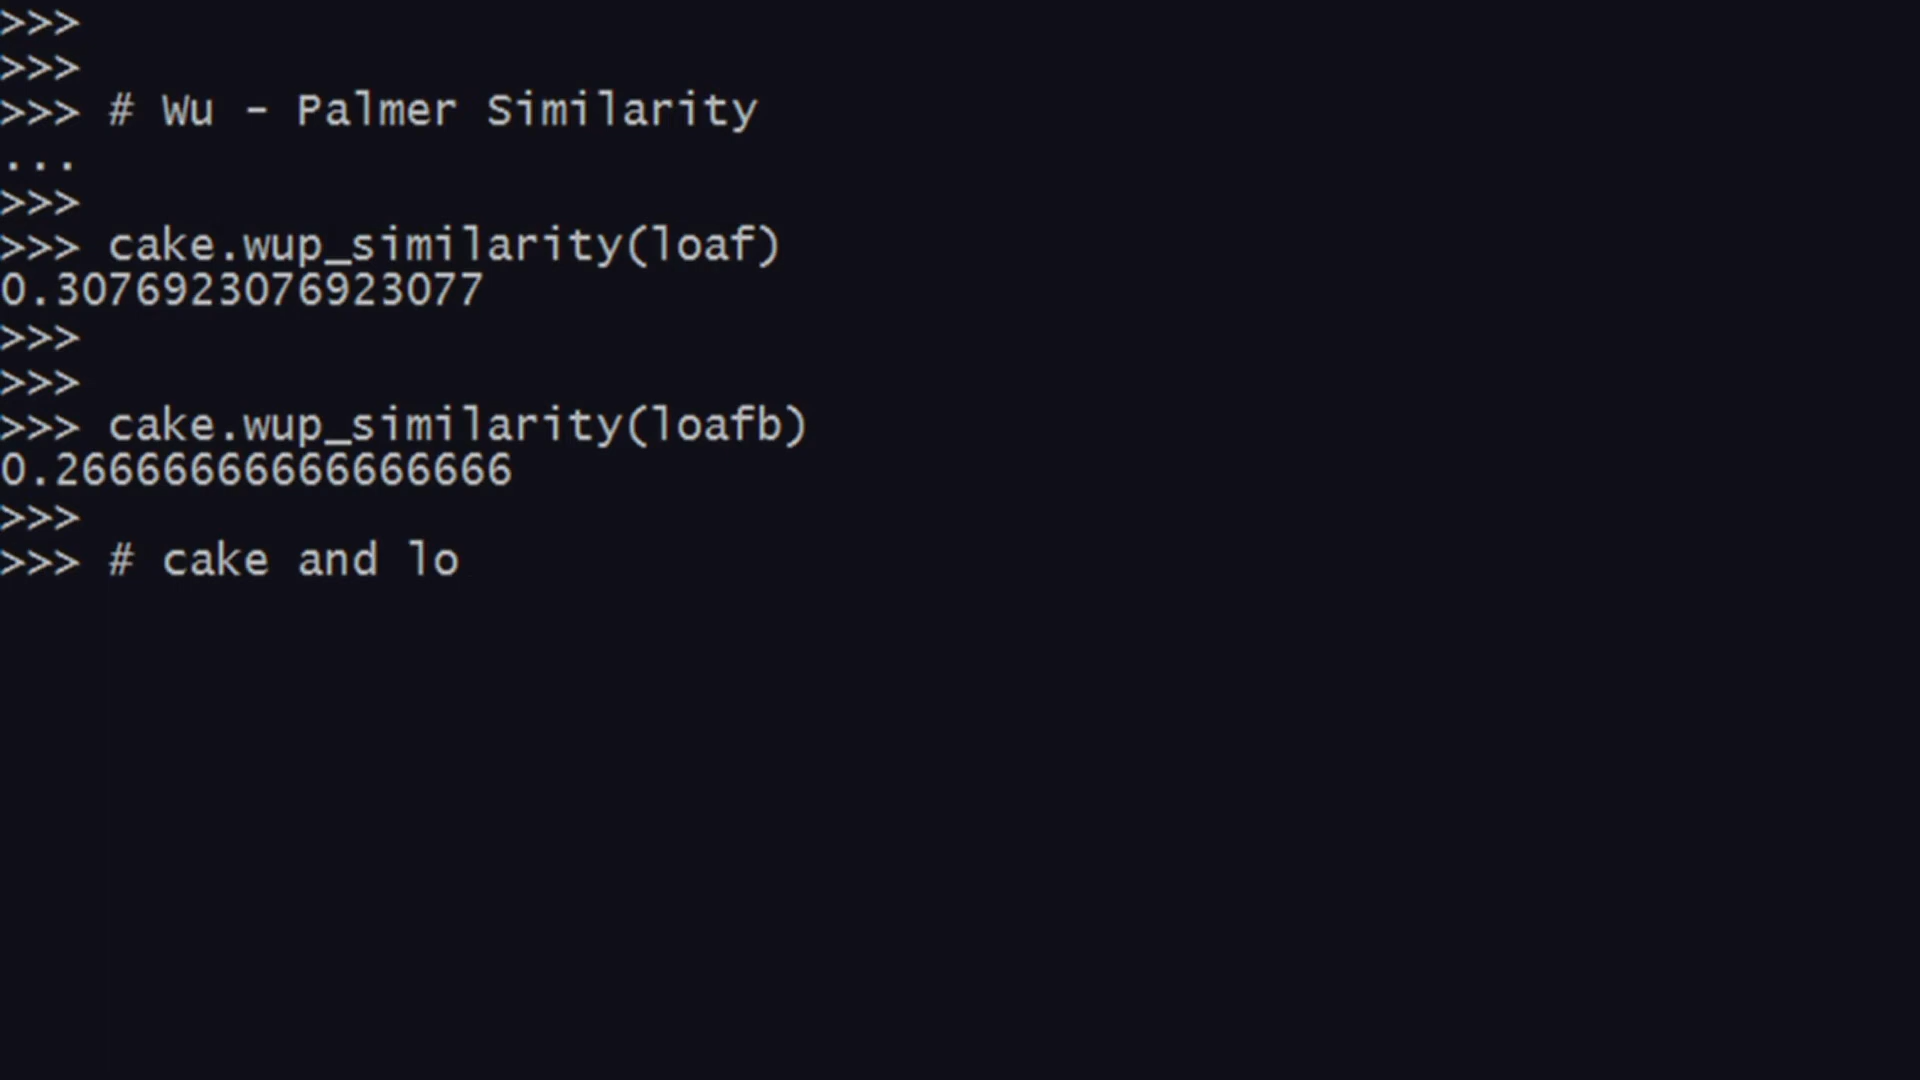 >>>
>>>
>>> # Wu - Palmer Similarity
...
>>>
>>> cake.wup_similarity(loaf)
0.3076923076923077
>>>
>>>
>>> cake.wup_similarity(loafb)
0.26666666666666666
>>>
>>> # cake and lo